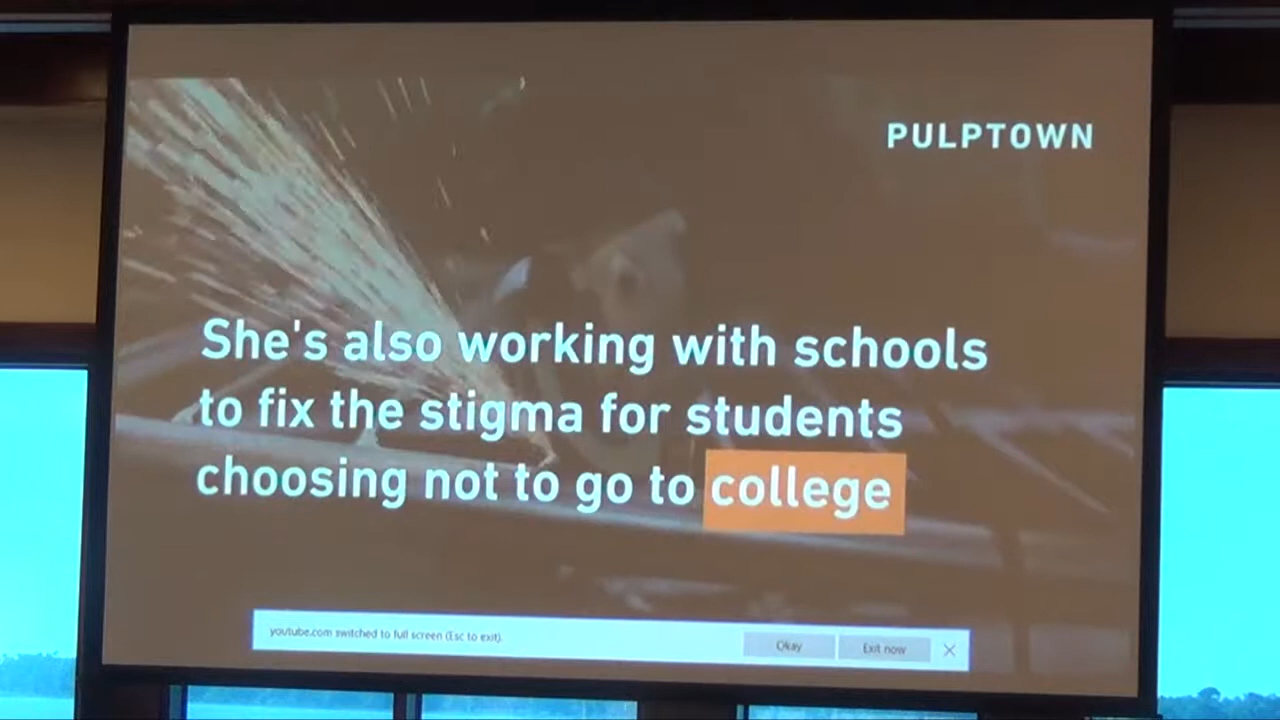 PULPTOWN
She's also working with schools
to fix the stigma for students
choosing not to go to college
youtube.com switched to full screen (Esc to exit).
Okay
Exit now